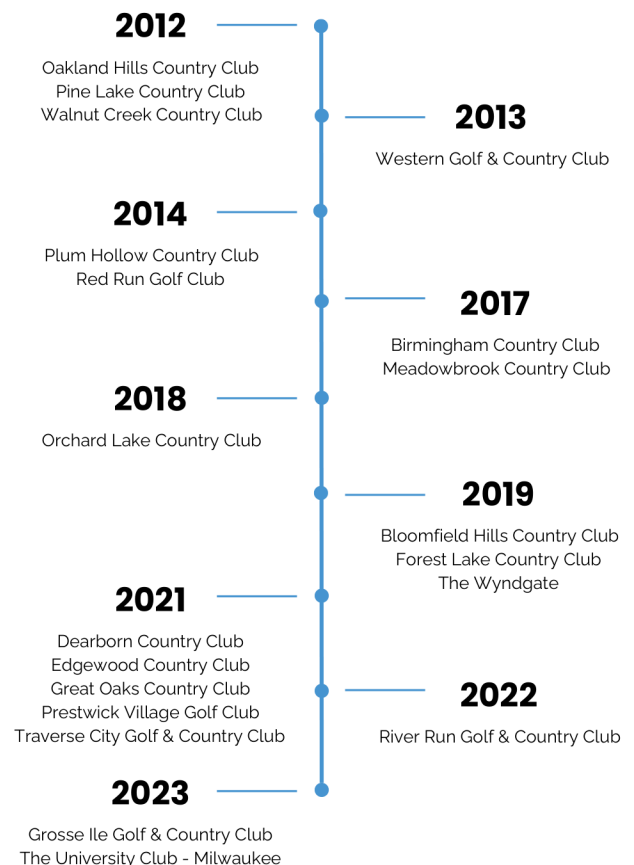 2012
Oakland Hills Country Club
Pine Lake Country Club
Walnut Creek Country Club
2013
Western Golf & Country Club
2014
Plum Hollow Country Club
Red Run Golf Club
2017
Birmingham Country Club
Meadowbrook Country Club
2018
Orchard Lake Country Club
2019
Bloomfield Hills Country Club
Forest Lake Country Club
The Wyndgate
2021
Dearborn Country Club
Edgewood Country Club
Great Oaks Country Club
Prestwick Village Golf Club
Traverse City Golf & Country Club
2022
River Run Golf & Country Club
2023
Grosse Ile Golf & Country Club
The University Club - Milwaukee